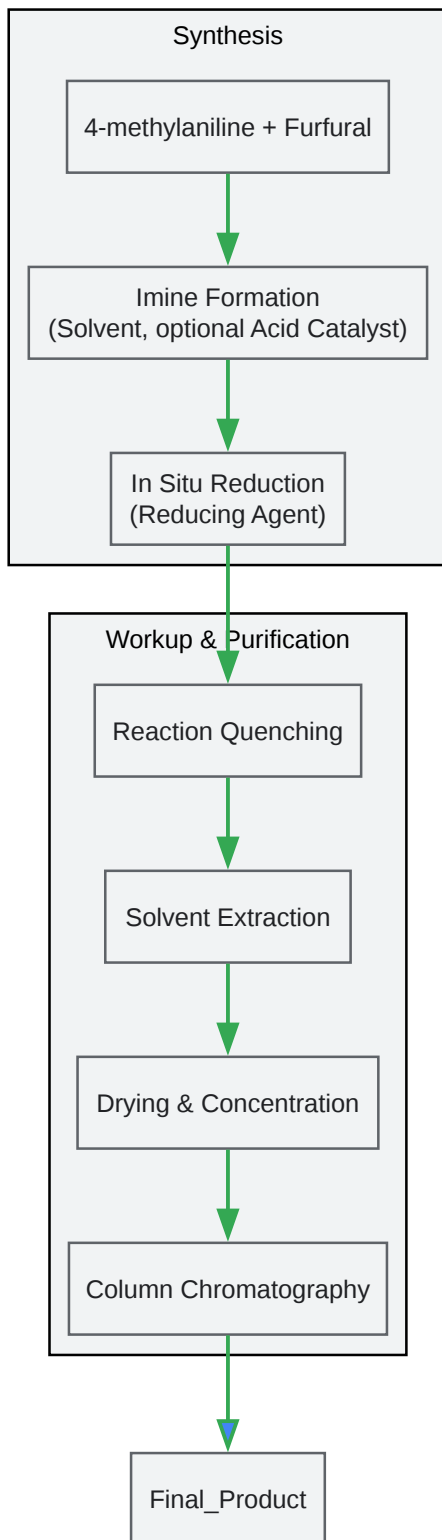 Synthesis
4-methylaniline + Furfural
Imine Formation
(Solvent, optional Acid Catalyst)
In Situ Reduction
(Reducing Agent)
Workup & Purification
Reaction Quenching
Solvent Extraction
Drying & Concentration
Column Chromatography
Final_Product